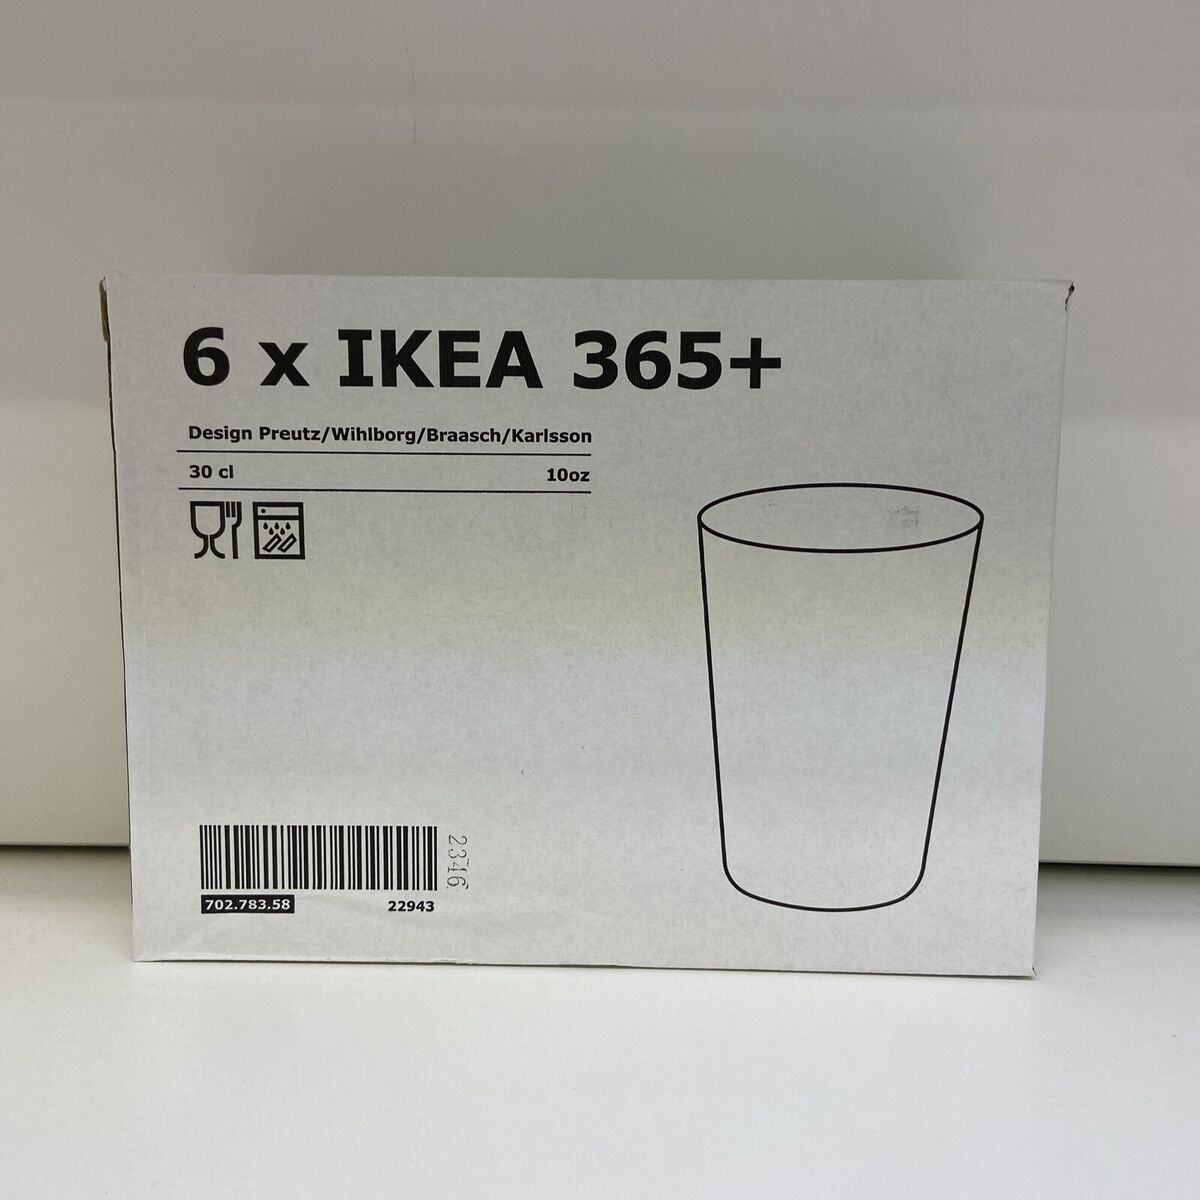 6 x IKEA 365+
Design Preutz/Wihlborg/Braasch/Karlsson
30 cl 10oz
2346
702.783.58 22943